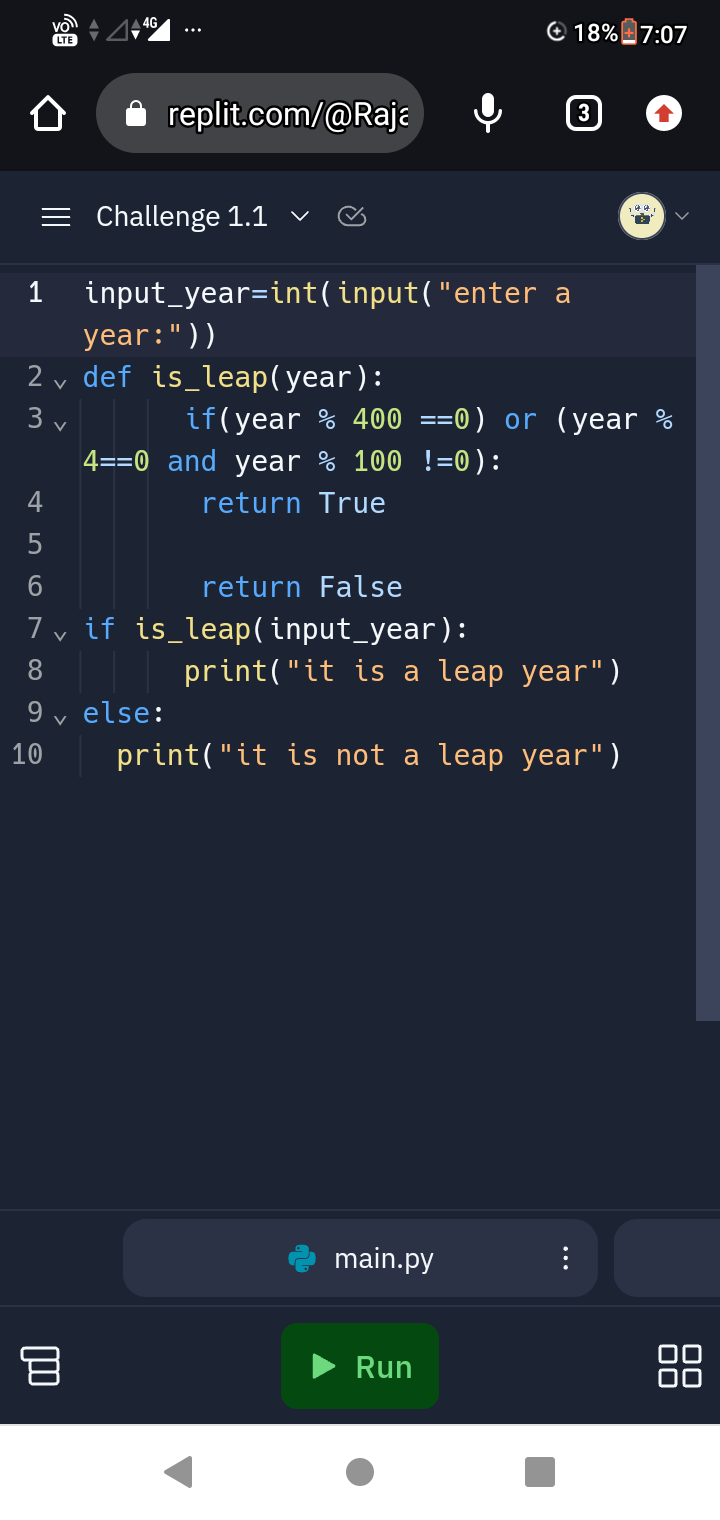 VO LTE 4G ... 18% 7:07
replit.com/@Raja 3
Challenge 1.1
1 input_year=int(input("enter a
year:"))
2 def is_leap(year):
3 if(year % 400 ==0) or (year %
4==0 and year % 100 !=0):
4 return True
5
6 return False
7 if is_leap(input_year):
8 print("it is a leap year")
9 else:
10 print("it is not a leap year")
main.py
Run